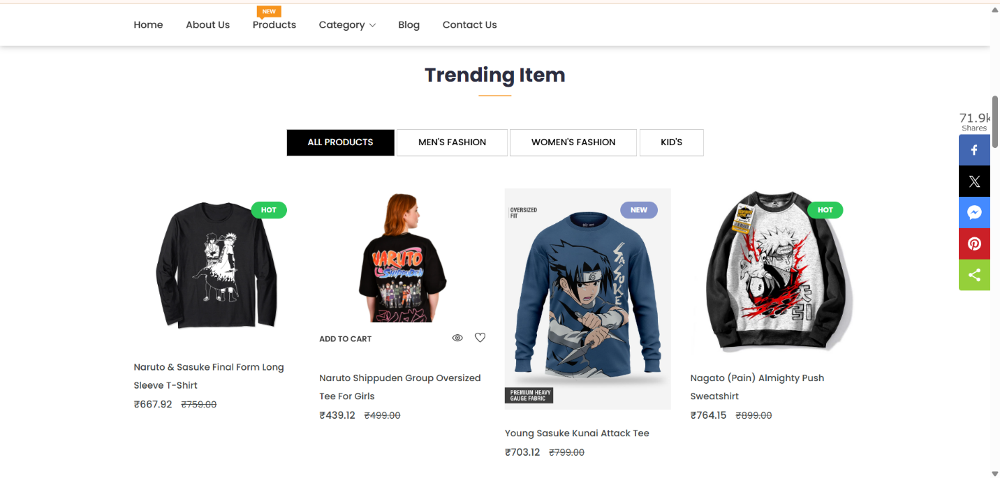 NEW
Home
About Us
Products
Category
Blog
Contact Us
Trending Item
71.9k
Shares
ALL PRODUCTS
MEN'S FASHION
WOMEN'S FASHION
KID'S
HOT
Naruto & Sasuke Final Form Long
Sleeve T-Shirt
₹667.92 ₹759.00
NARUTO
SHIPPUDEN
ADD TO CART
Naruto Shippuden Group Oversized
Tee For Girls
₹439.12 ₹499.00
OVERSIZED
FIT
NEW
SASUKE
PREMIUM HEAVY
GAUGE FABRIC
Young Sasuke Kunai Attack Tee
₹703.12 ₹799.00
HOT
天引
Nagato (Pain) Almighty Push
Sweatshirt
₹764.15 ₹899.00